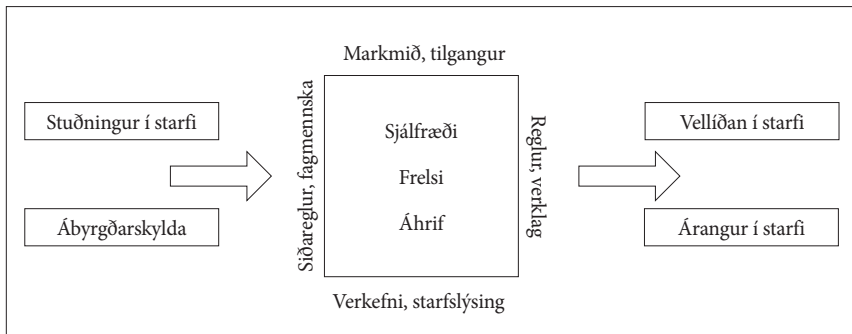 Markmið, tilgangur
Stuðningur í starfi
Ábyrgðarskylda
Siðareglur, fagmennska
Sjálfræði
Frelsi
Áhrif
Reglur, verklag
Verkefni, starfslýsing
Vellíðan í starfi
Árangur í starfi